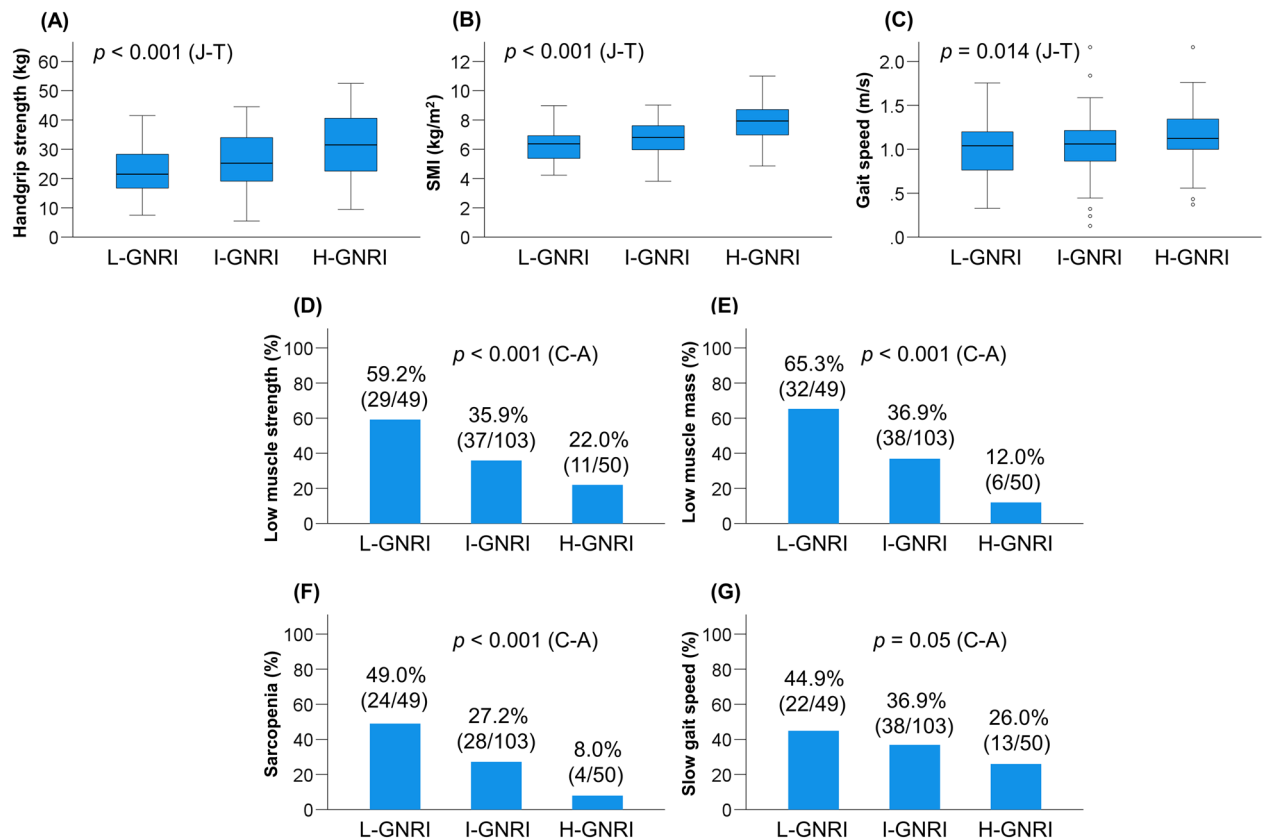 (A)
p < 0.001 (J-T)
Handgrip strength (kg)
60
50
40
30
20
10
0
L-GNRI I-GNRI H-GNRI
(B)
p < 0.001 (J-T)
SMI (kg/m²)
12
10
8
6
4
2
0
L-GNRI I-GNRI H-GNRI
(C)
p = 0.014 (J-T)
Gait speed (m/s)
2.0
1.5
1.0
.5
.0
L-GNRI I-GNRI H-GNRI
(D)
p < 0.001 (C-A)
Low muscle strength (%)
100
80
60
40
20
0
59.2%
(29/49)
35.9%
(37/103)
22.0%
(11/50)
L-GNRI I-GNRI H-GNRI
(E)
p < 0.001 (C-A)
Low muscle mass (%)
100
80
60
40
20
0
65.3%
(32/49)
36.9%
(38/103)
12.0%
(6/50)
L-GNRI I-GNRI H-GNRI
(F)
p < 0.001 (C-A)
Sarcopenia (%)
100
80
60
40
20
0
49.0%
(24/49)
27.2%
(28/103)
8.0%
(4/50)
L-GNRI I-GNRI H-GNRI
(G)
p = 0.05 (C-A)
Slow gait speed (%)
100
80
60
40
20
0
44.9%
(22/49)
36.9%
(38/103)
26.0%
(13/50)
L-GNRI I-GNRI H-GNRI